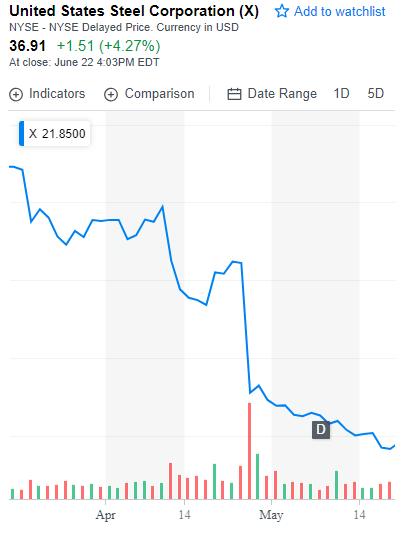 United States Steel Corporation (X)
Add to watchlist
NYSE - NYSE Delayed Price. Currency in USD
36.91 +1.51 (+4.27%)
At close: June 22 4:03PM EDT
Indicators
Comparison
Date Range
1D
5D
X 21.8500
D
Apr
14
May
14